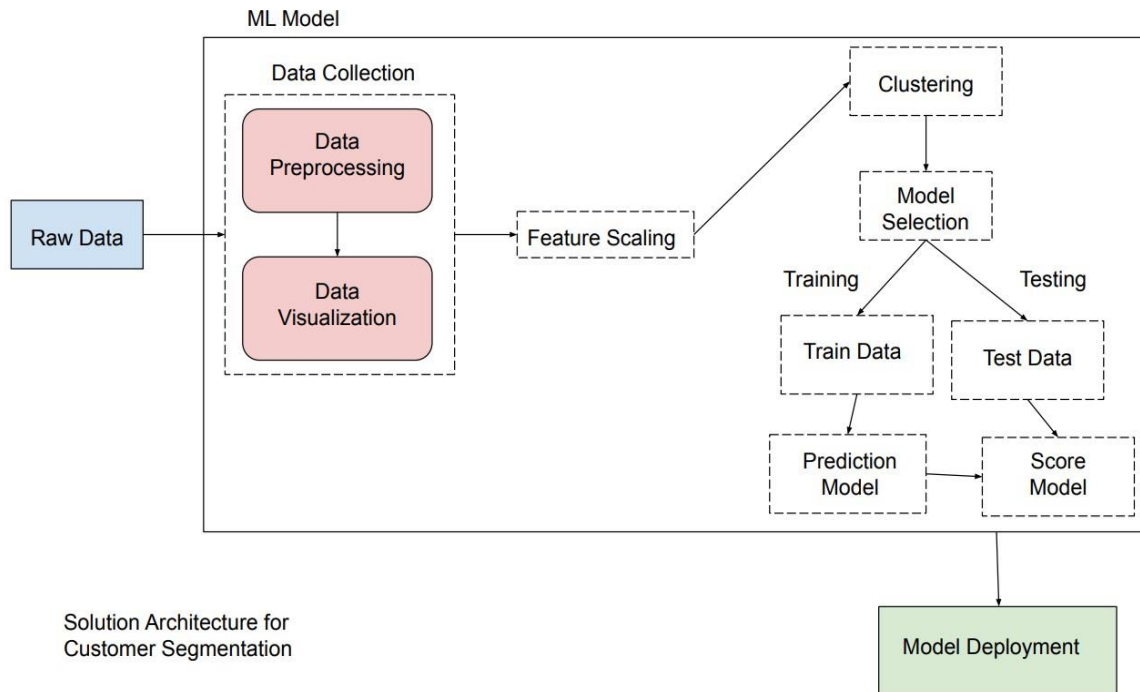 ML Model
Data Collection
Data
Preprocessing
Data
Visualization
Raw Data
Feature Scaling
Clustering
Model
Selection
Training
Testing
Train Data
Test Data
Prediction
Model
Score
Model
Solution Architecture for
Customer Segmentation
Model Deployment